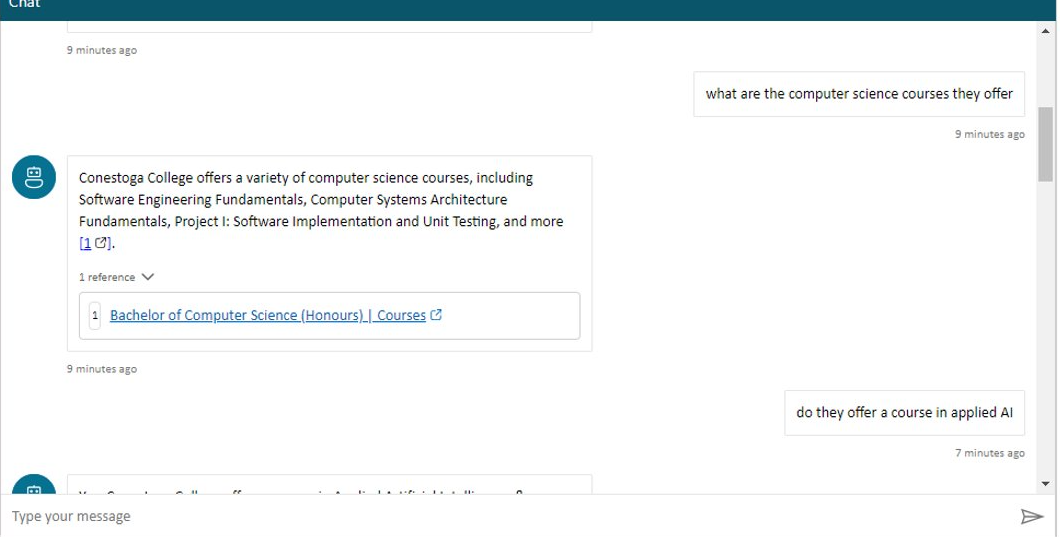 Chat
9 minutes ago
what are the computer science courses they offer
9 minutes ago
Conestoga College offers a variety of computer science courses, including
Software Engineering Fundamentals, Computer Systems Architecture
Fundamentals, Project I: Software Implementation and Unit Testing, and more
[1].
1 reference
1 Bachelor of Computer Science (Honours) | Courses
9 minutes ago
do they offer a course in applied AI
7 minutes ago
Type your message